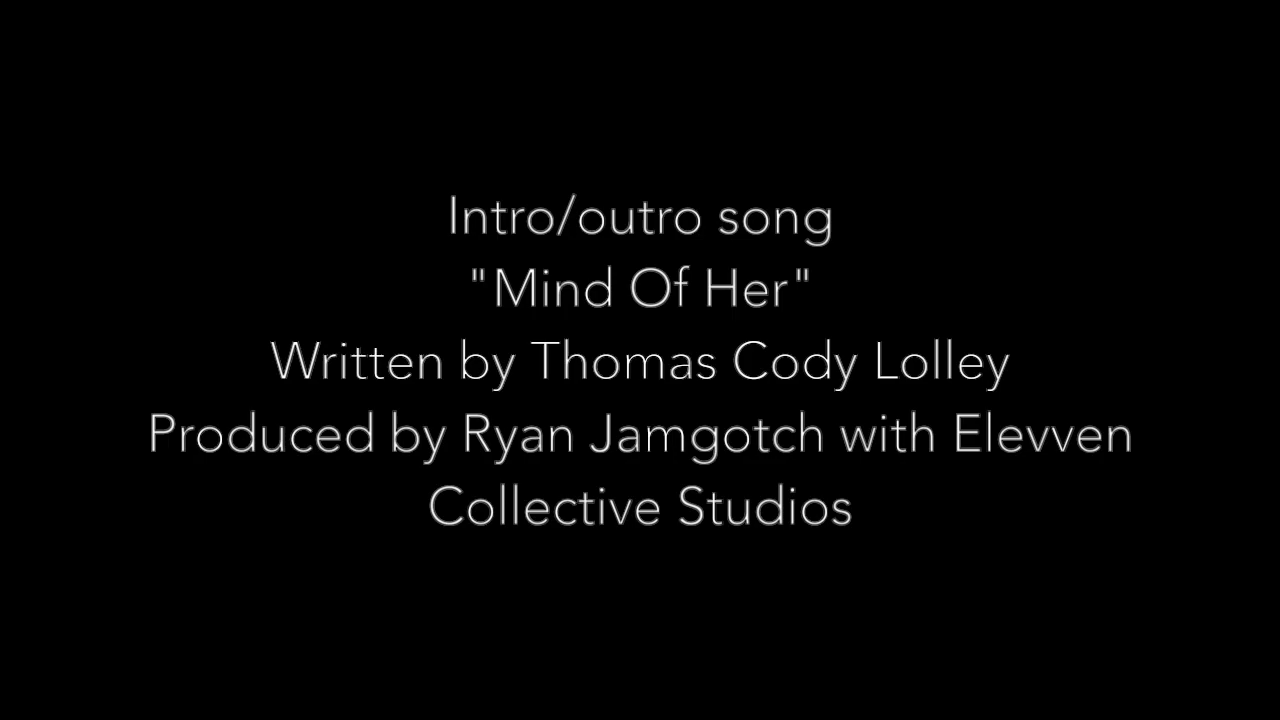 Intro/outro song
"Mind Of Her"
Written by Thomas Cody Lolley
Produced by Ryan Jamgotch with Elevven
Collective Studios